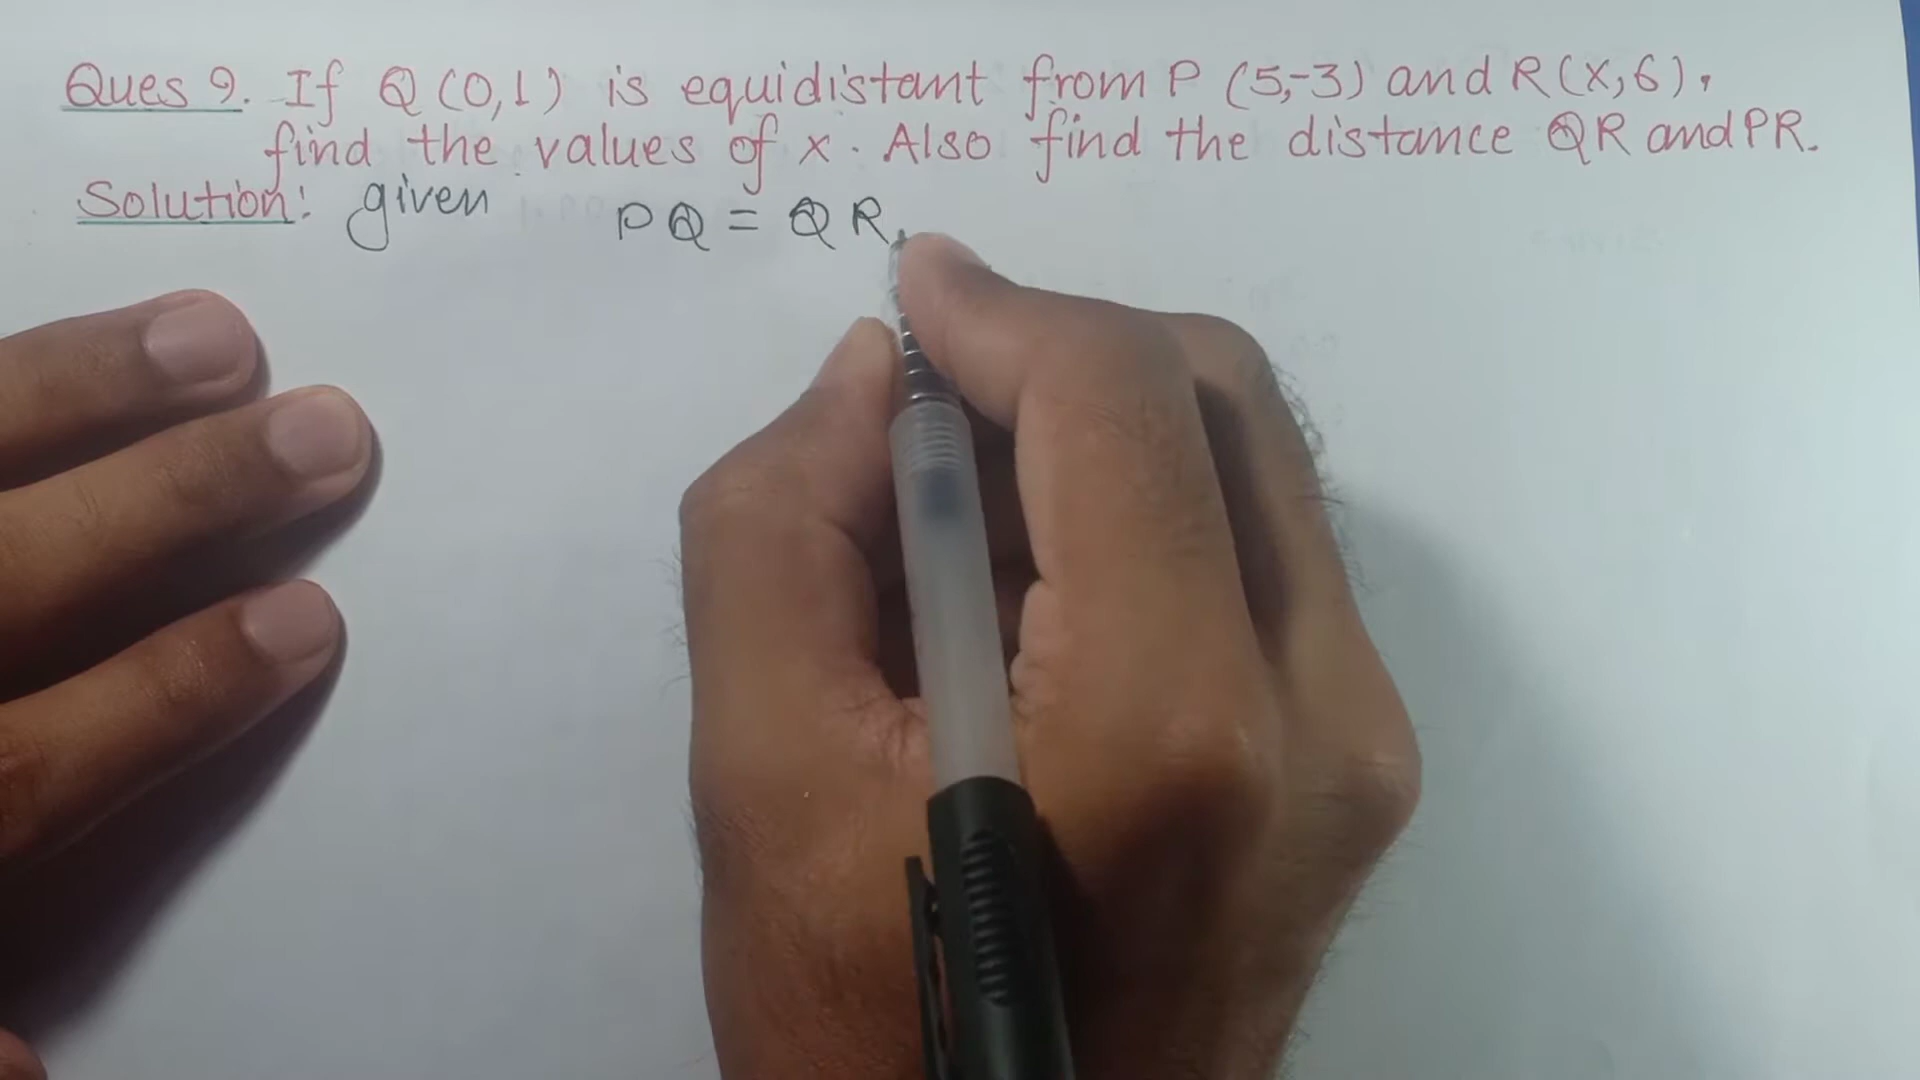 Ques 9. If Q (0,1) is equidistant from P (5,-3) and R(x,6),
find the values of x. Also find the distance QR and PR.
Solution: given PQ = QR